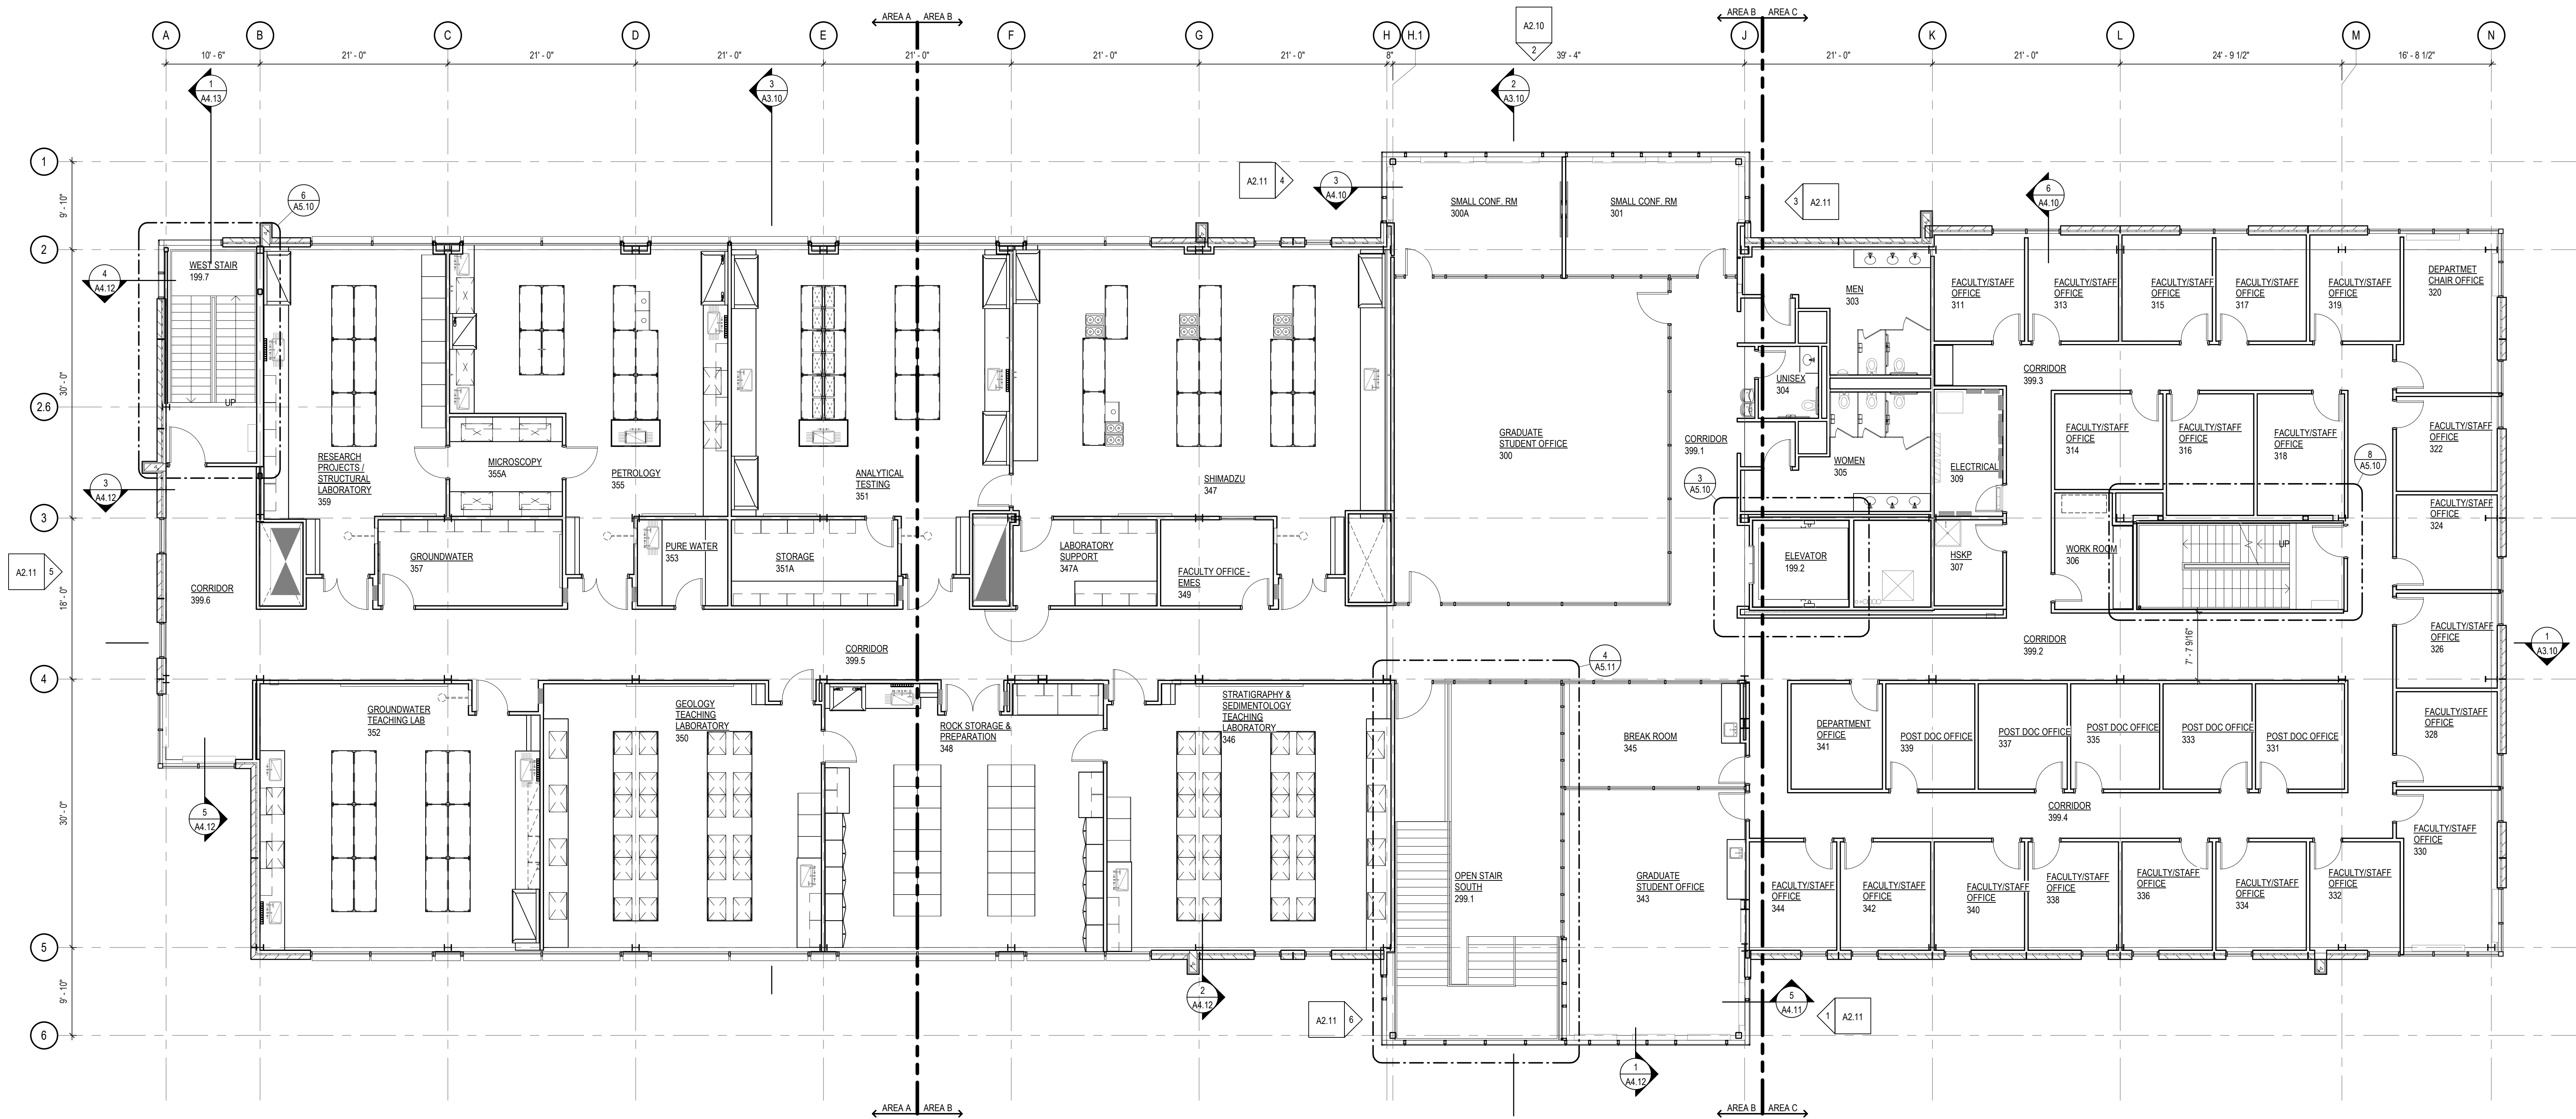 AREA A
AREA B
AREA B
AREA C
A
B
C
D
E
F
G
H
H.1
J
K
L
M
N
A2.10
2
10' - 6"
21' - 0"
21' - 0"
21' - 0"
21' - 0"
21' - 0"
21' - 0"
8"
39' - 4"
21' - 0"
21' - 0"
24' - 9 1/2"
16' - 8 1/2"
1
A4.13
3
A3.10
2
A3.10
1
9' - 10"
2
30' - 0"
2.6
3
18' - 0"
4
30' - 0"
5
9' - 10"
6
6
A5.10
A2.11
4
3
A4.10
3
A2.11
6
A4.10
4
A4.12
3
A4.12
A2.11
5
SMALL CONF. RM
300A
SMALL CONF. RM
301
WEST STAIR
199.7
UP
MEN
303
FACULTY/STAFF
OFFICE
311
FACULTY/STAFF
OFFICE
313
FACULTY/STAFF
OFFICE
315
FACULTY/STAFF
OFFICE
317
FACULTY/STAFF
OFFICE
319
DEPARTMET
CHAIR OFFICE
320
CORRIDOR
399.3
UNISEX
304
RESEARCH
PROJECTS /
STRUCTURAL
LABORATORY
359
MICROSCOPY
355A
PETROLOGY
355
ANALYTICAL
TESTING
351
SHIMADZU
347
GRADUATE
STUDENT OFFICE
300
CORRIDOR
399.1
WOMEN
305
ELECTRICAL
309
FACULTY/STAFF
OFFICE
314
FACULTY/STAFF
OFFICE
316
FACULTY/STAFF
OFFICE
318
FACULTY/STAFF
OFFICE
322
8
A5.10
3
A5.10
FACULTY/STAFF
OFFICE
324
GROUNDWATER
357
PURE WATER
353
STORAGE
351A
LABORATORY
SUPPORT
347A
FACULTY OFFICE -
EMES
349
ELEVATOR
199.2
HSKP
307
WORK ROOM
306
UP
CORRIDOR
399.6
CORRIDOR
399.5
CORRIDOR
399.2
7' - 7 9/16"
FACULTY/STAFF
OFFICE
326
1
A3.10
4
A5.11
GROUNDWATER
TEACHING LAB
352
GEOLOGY
TEACHING
LABORATORY
350
ROCK STORAGE &
PREPARATION
348
STRATIGRAPHY &
SEDIMENTOLOGY
TEACHING
LABORATORY
346
BREAK ROOM
345
DEPARTMENT
OFFICE
341
POST DOC OFFICE
339
POST DOC OFFICE
337
POST DOC OFFICE
335
POST DOC OFFICE
333
POST DOC OFFICE
331
FACULTY/STAFF
OFFICE
328
CORRIDOR
399.4
FACULTY/STAFF
OFFICE
330
5
A4.12
OPEN STAIR
SOUTH
299.1
GRADUATE
STUDENT OFFICE
343
FACULTY/STAFF
OFFICE
344
FACULTY/STAFF
OFFICE
342
FACULTY/STAFF
OFFICE
340
FACULTY/STAFF
OFFICE
338
FACULTY/STAFF
OFFICE
336
FACULTY/STAFF
OFFICE
334
FACULTY/STAFF
OFFICE
332
2
A4.12
A2.11
6
5
A4.11
1
A2.11
1
A4.12
AREA A
AREA B
AREA B
AREA C